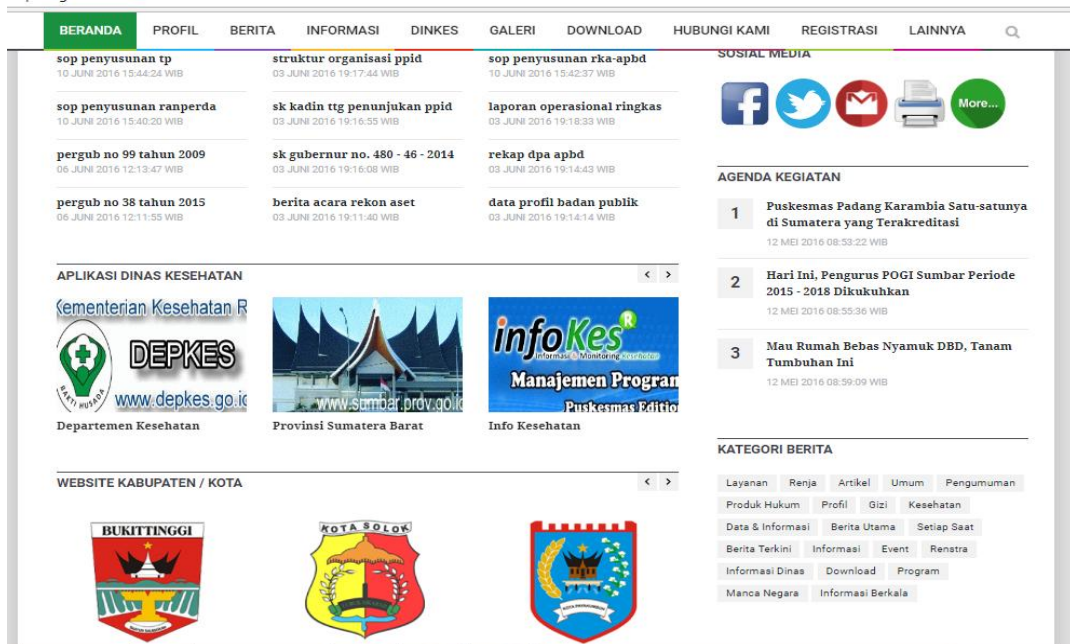 BERANDA PROFIL BERITA INFORMASI DINKES GALERI DOWNLOAD HUBUNGI KAMI REGISTRASI LAINNYA
sop penyusunan tp
10 JUNI 2016 15:44:24 WIB
struktur organisasi ppid
03 JUNI 2016 19:17:44 WIB
sop penyusunan rka-apbd
10 JUNI 2016 15:42:37 WIB
sop penyusunan ranperda
10 JUNI 2016 15:40:20 WIB
sk kadin ttg penunjukan ppid
03 JUNI 2016 19:16:55 WIB
laporan operasional ringkas
03 JUNI 2016 19:18:33 WIB
pergub no 99 tahun 2009
06 JUNI 2016 12:13:47 WIB
sk gubernur no. 480 - 46 - 2014
03 JUNI 2016 19:16:08 WIB
rekap dpa apbd
03 JUNI 2016 19:14:43 WIB
pergub no 38 tahun 2015
06 JUNI 2016 12:11:55 WIB
berita acara rekon aset
03 JUNI 2016 19:11:40 WIB
data profil badan publik
03 JUNI 2016 19:14:14 WIB
APLIKASI DINAS KESEHATAN
Kementerian Kesehatan R
DEPKES
BAKTI HUSADA
www.depkes.go.id
Departemen Kesehatan
www.sumbar.prov.go.id
Provinsi Sumatera Barat
infoKes R
Informasi & Monitoring Kesehatan
Manajemen Program
Puskesmas Edition
Info Kesehatan
WEBSITE KABUPATEN / KOTA
BUKITTINGGI
KOTA SOLOK
SOSIAL MEDIA
More...
AGENDA KEGIATAN
1
Puskesmas Padang Karambia Satu-satunya
di Sumatera yang Terakreditasi
12 MEI 2016 08:53:22 WIB
2
Hari Ini, Pengurus POGI Sumbar Periode
2015 - 2018 Dikukuhkan
12 MEI 2016 08:55:36 WIB
3
Mau Rumah Bebas Nyamuk DBD, Tanam
Tumbuhan Ini
12 MEI 2016 08:59:09 WIB
KATEGORI BERITA
Layanan Renja Artikel Umum Pengumuman
Produk Hukum Profil Gizi Kesehatan
Data & Informasi Berita Utama Setiap Saat
Berita Terkini Informasi Event Renstra
Informasi Dinas Download Program
Manca Negara Informasi Berkala